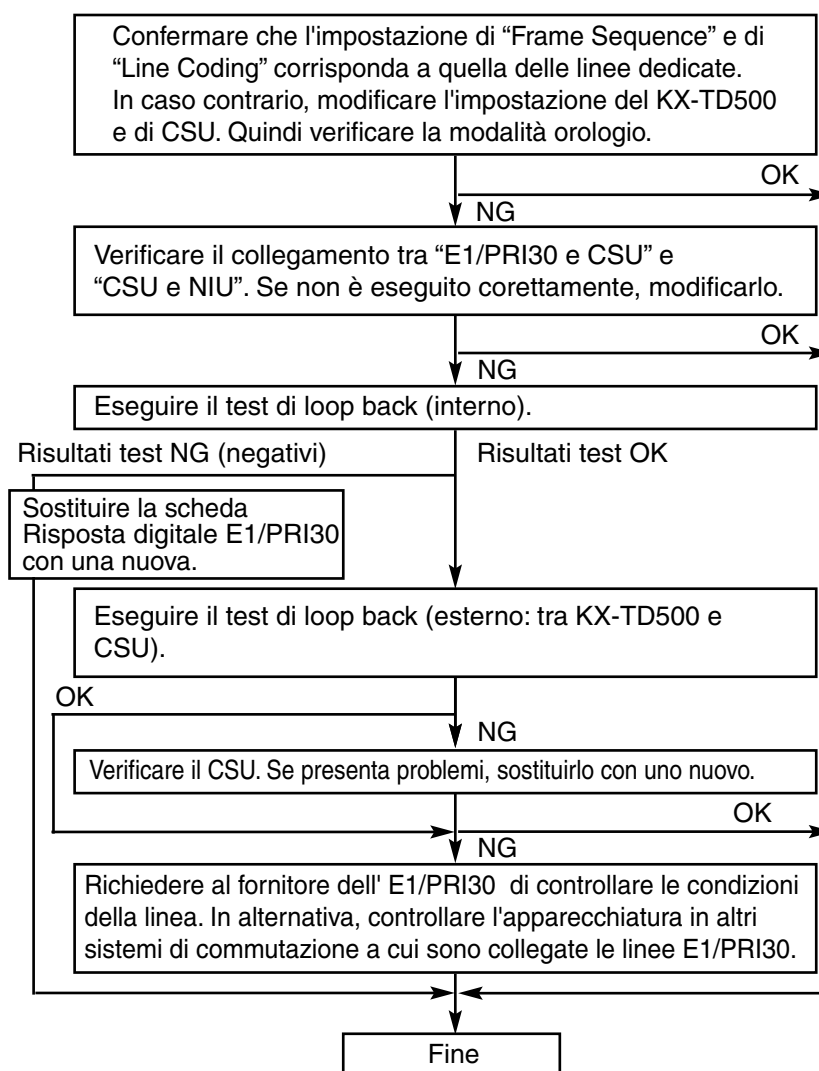 Confermare che l'impostazione di “Frame Sequence” e di
“Line Coding” corrisponda a quella delle linee dedicate.
In caso contrario, modificare l'impostazione del KX-TD500
e di CSU. Quindi verificare la modalità orologio.
OK
NG
Verificare il collegamento tra “E1/PRI30 e CSU” e
“CSU e NIU”. Se non è eseguito corettamente, modificarlo.
OK
NG
Eseguire il test di loop back (interno).
Risultati test NG (negativi)
Risultati test OK
Sostituire la scheda
Risposta digitale E1/PRI30
con una nuova.
Eseguire il test di loop back (esterno: tra KX-TD500 e
CSU).
OK
NG
Verificare il CSU. Se presenta problemi, sostituirlo con uno nuovo.
OK
NG
Richiedere al fornitore dell' E1/PRI30 di controllare le condizioni
della linea. In alternativa, controllare l'apparecchiatura in altri
sistemi di commutazione a cui sono collegate le linee E1/PRI30.
Fine